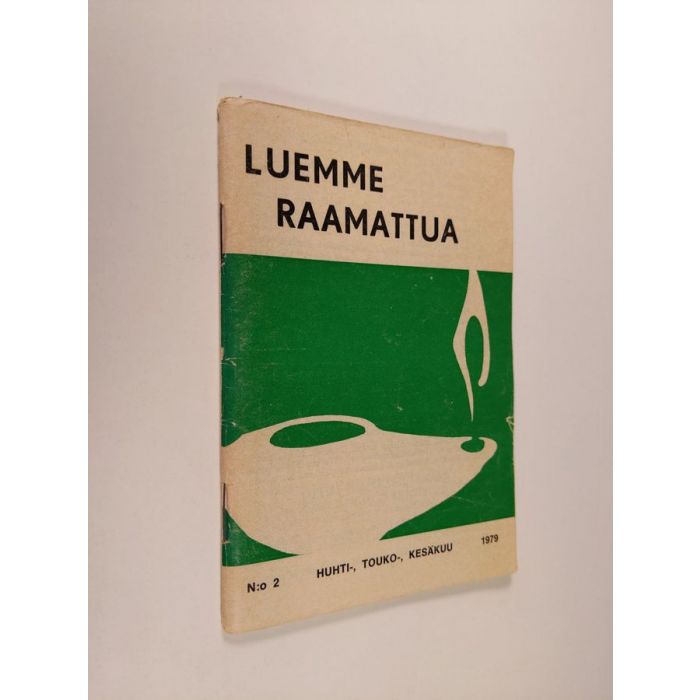 LUEMME
RAAMATTUA
N:o 2 HUHTI-, TOUKO-, KESÄKUU 1979